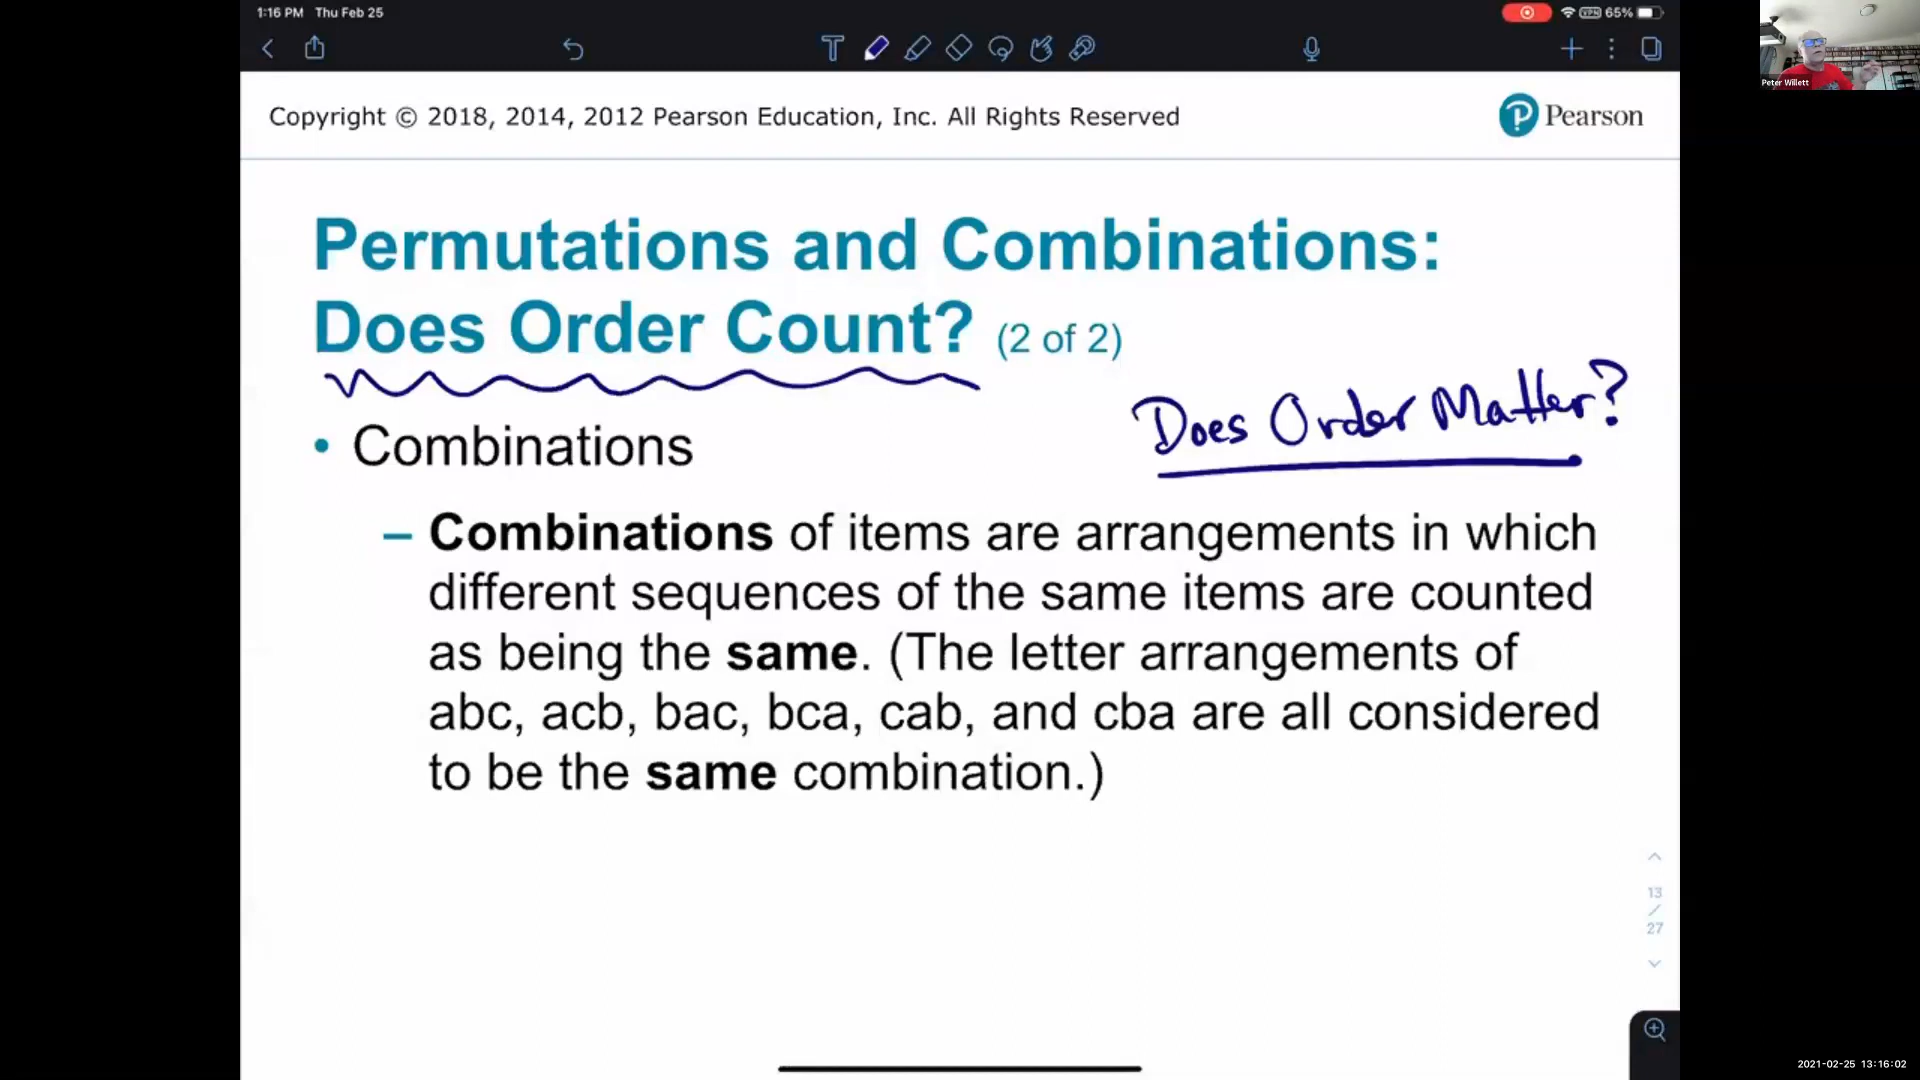 1:16 PM Thu Feb 25
VPN 65%
Peter Willett
Copyright © 2018, 2014, 2012 Pearson Education, Inc. All Rights Reserved
Pearson
Permutations and Combinations:
Does Order Count? (2 of 2)
Does Order Matter?
• Combinations
– Combinations of items are arrangements in which
different sequences of the same items are counted
as being the same. (The letter arrangements of
abc, acb, bac, bca, cab, and cba are all considered
to be the same combination.)
13
/
27
2021-02-25 13:16:02